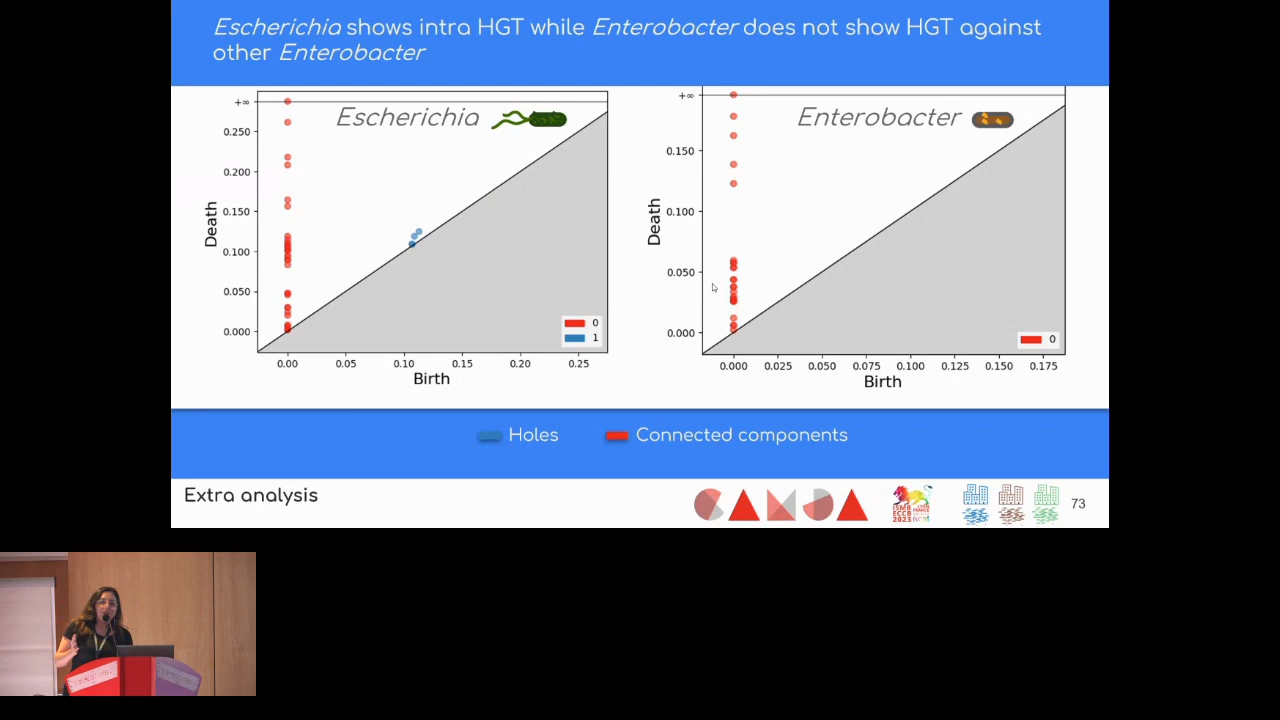 Escherichia shows intra HGT while Enterobacter does not show HGT against
other Enterobacter
Escherichia
+∞
0.250
0.200
0.150
0.100
0.050
0.000
Death
0.00 0.05 0.10 0.15 0.20 0.25
Birth
0
1
Enterobacter
+∞
0.150
0.100
0.050
0.000
Death
0.000 0.025 0.050 0.075 0.100 0.125 0.150 0.175
Birth
0
Holes Connected components
Extra analysis
CAMDA
ISMB
ECCB
2023
73